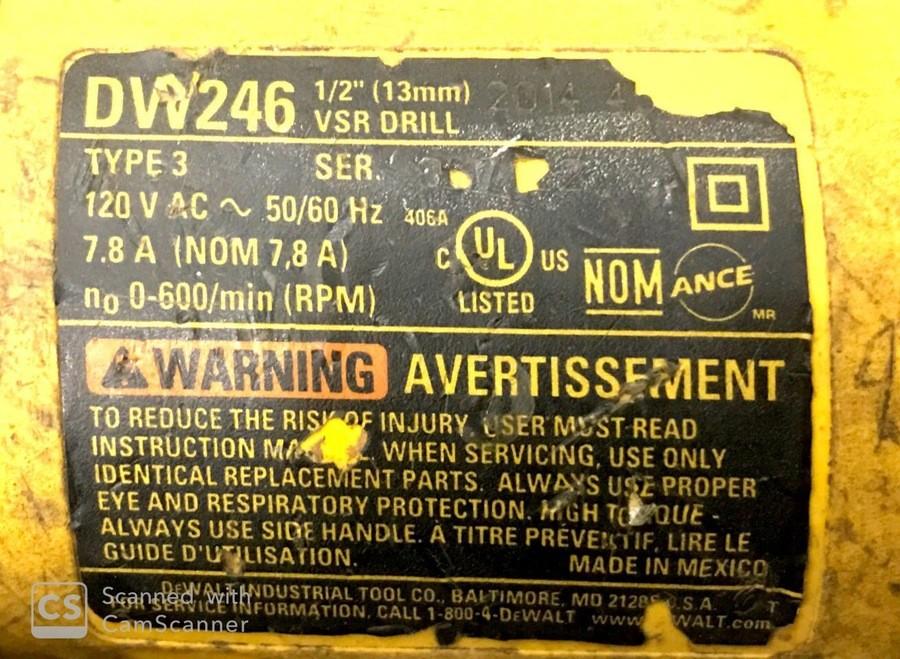 DW246 1/2" (13mm)
VSR DRILL
TYPE 3 SER.
120 V AC ~ 50/60 Hz 406A
7.8 A (NOM 7,8 A)
n0 0-600/min (RPM)
C UL US
LISTED
NOM ANCE MR
WARNING AVERTISSEMENT
TO REDUCE THE RISK OF INJURY, USER MUST READ
INSTRUCTION MANUAL. WHEN SERVICING, USE ONLY
IDENTICAL REPLACEMENT PARTS. ALWAYS USE PROPER
EYE AND RESPIRATORY PROTECTION. HIGH TORQUE -
ALWAYS USE SIDE HANDLE. À TITRE PRÉVENTIF, LIRE LE
GUIDE D'UTILISATION. MADE IN MEXICO
DEWALT INDUSTRIAL TOOL CO., BALTIMORE, MD U.S.A.
FOR SERVICE INFORMATION, CALL 1-800-4-DEWALT www.DEWALT.com
CS Scanned with
CamScanner